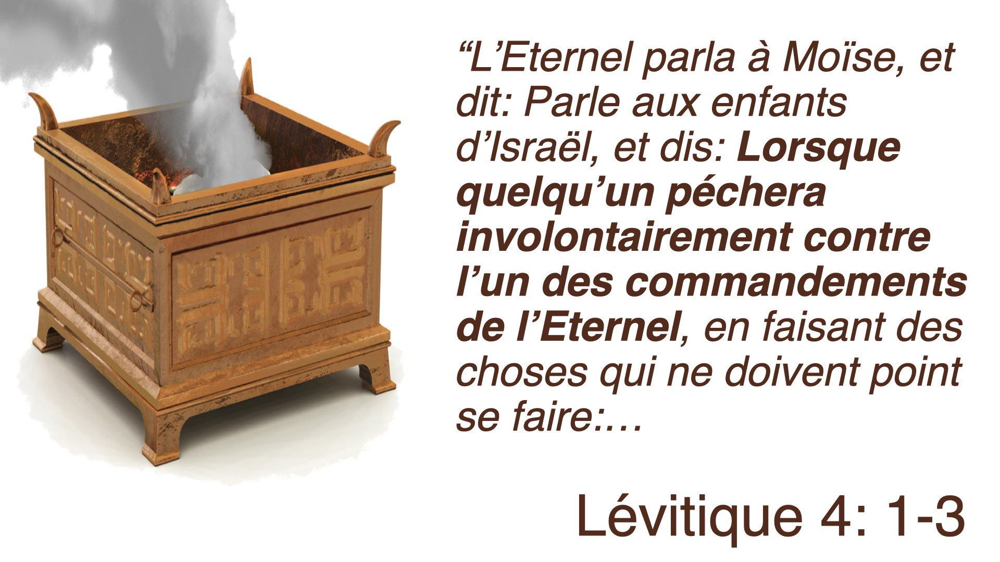 “L’Eternel parla à Moïse, et
dit: Parle aux enfants
d’Israël, et dis: Lorsque
quelqu’un péchera
involontairement contre
l’un des commandements
de l’Eternel, en faisant des
choses qui ne doivent point
se faire:…
Lévitique 4: 1-3